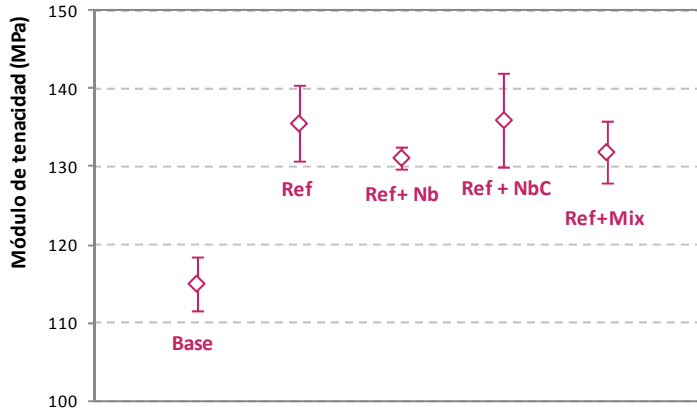 Módulo de tenacidad (MPa)
150
140
130
120
110
100
Base
Ref
Ref+ Nb
Ref + NbC
Ref+Mix